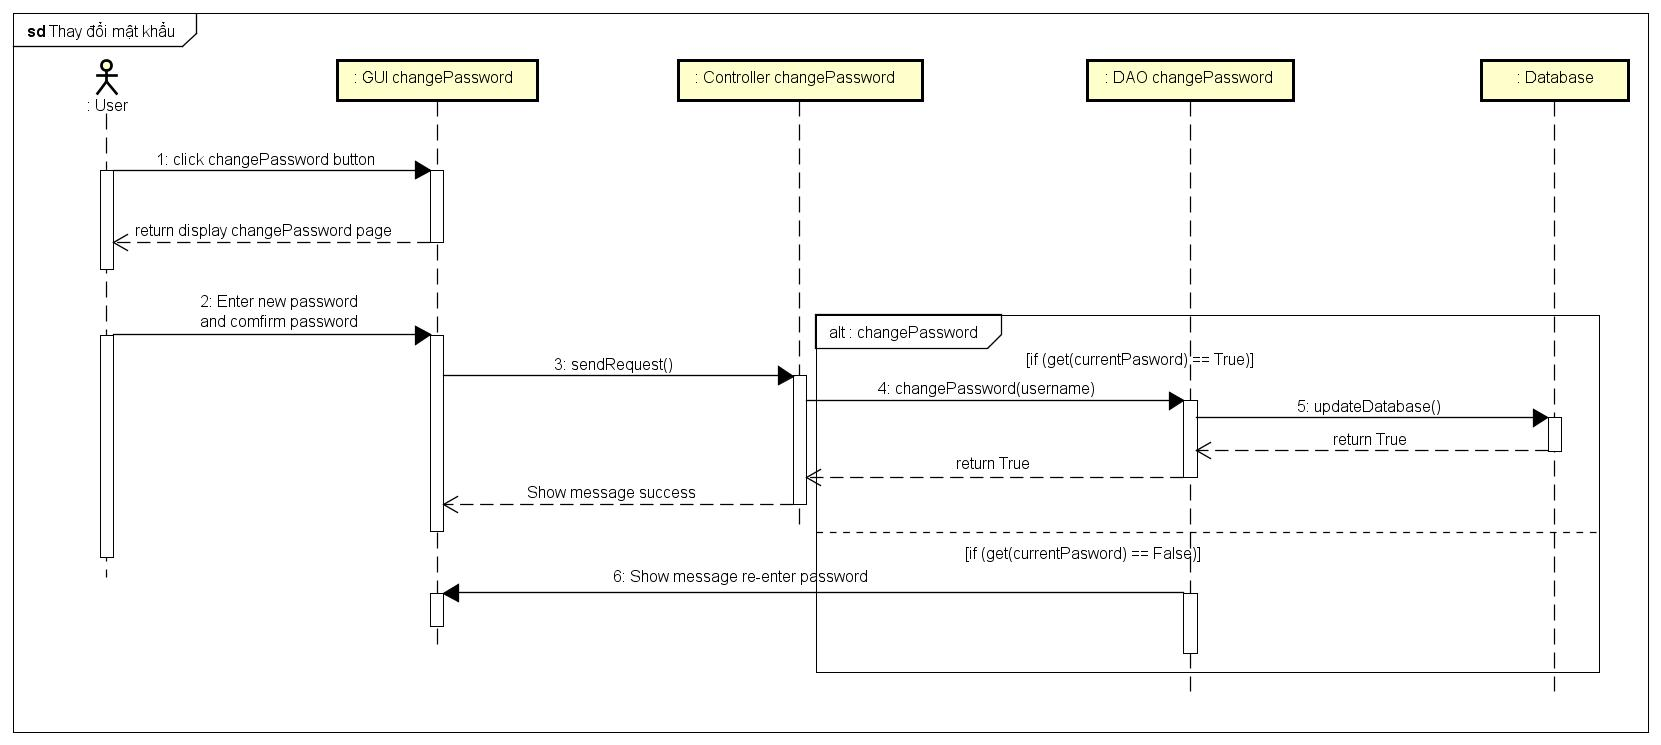 sd Thay đổi mật khẩu
: User
: GUI changePassword
: Controller changePassword
: DAO changePassword
: Database
1: click changePassword button
return display changePassword page
2: Enter new password
and comfirm password
alt : changePassword
[if (get(currentPasword) == True)]
3: sendRequest()
4: changePassword(username)
5: updateDatabase()
return True
return True
Show message success
[if (get(currentPasword) == False)]
6: Show message re-enter password